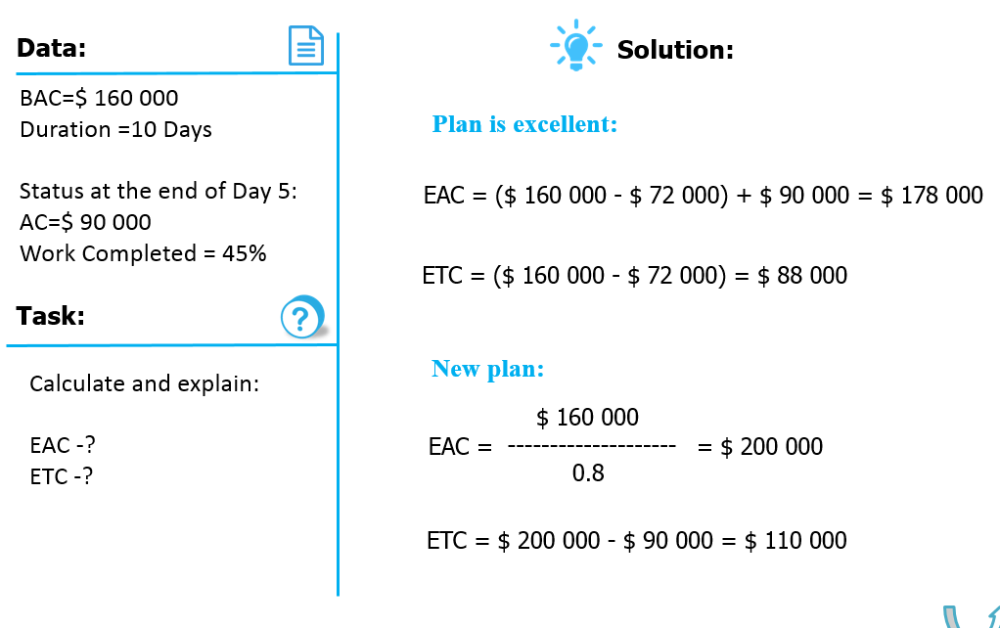 Data:
BAC=$ 160 000
Duration =10 Days
Status at the end of Day 5:
AC=$ 90 000
Work Completed = 45%
Task:
?
Calculate and explain:
EAC -?
ETC -?
Solution:
Plan is excellent:
EAC = ($ 160 000 - $ 72 000) + $ 90 000 = $ 178 000
ETC = ($ 160 000 - $ 72 000) = $ 88 000
New plan:
$ 160 000
EAC = -------------------- = $ 200 000
0.8
ETC = $ 200 000 - $ 90 000 = $ 110 000